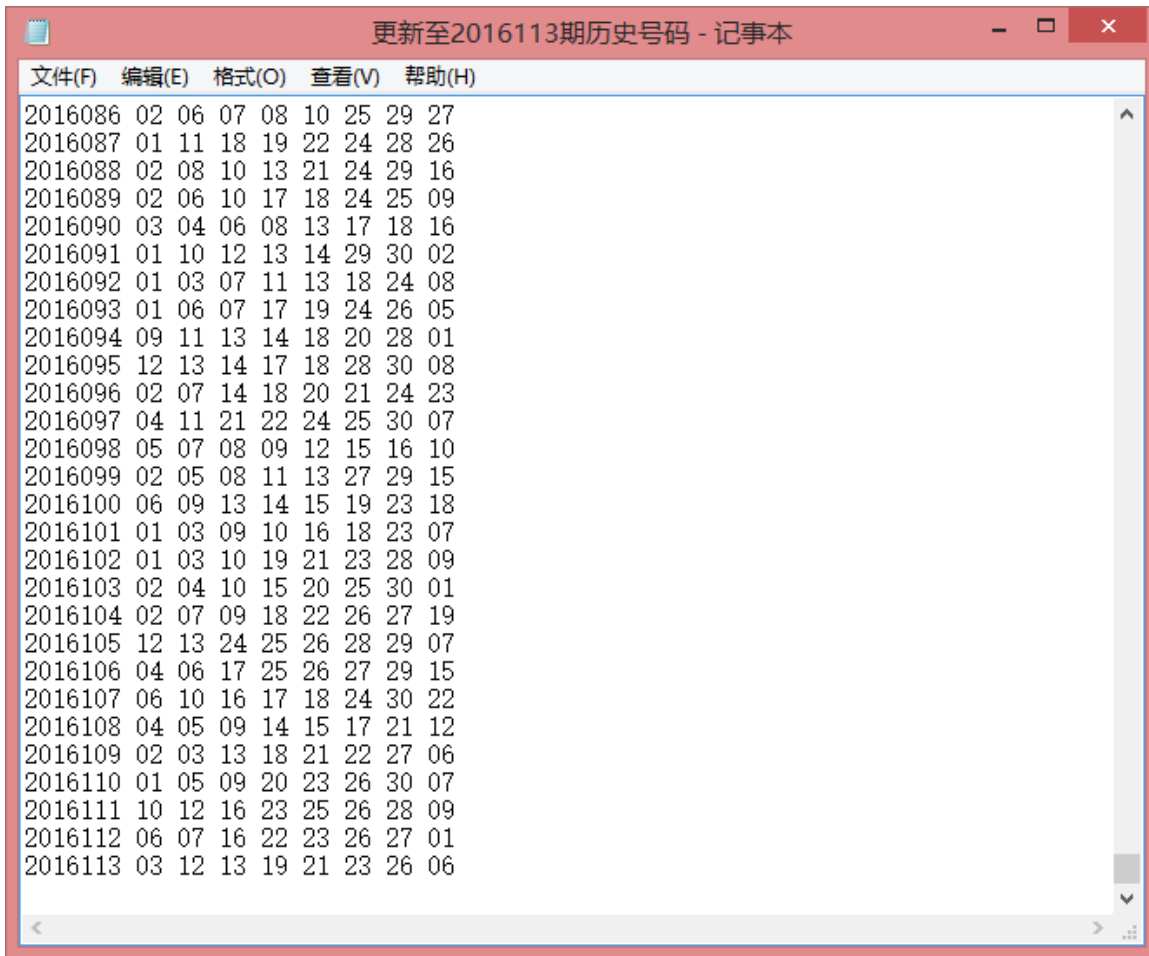 更新至2016113期历史号码 - 记事本
文件(F) 编辑(E) 格式(O) 查看(V) 帮助(H)
2016086 02 06 07 08 10 25 29 27
2016087 01 11 18 19 22 24 28 26
2016088 02 08 10 13 21 24 29 16
2016089 02 06 10 17 18 24 25 09
2016090 03 04 06 08 13 17 18 16
2016091 01 10 12 13 14 29 30 02
2016092 01 03 07 11 13 18 24 08
2016093 01 06 07 17 19 24 26 05
2016094 09 11 13 14 18 20 28 01
2016095 12 13 14 17 18 28 30 08
2016096 02 07 14 18 20 21 24 23
2016097 04 11 21 22 24 25 30 07
2016098 05 07 08 09 12 15 16 10
2016099 02 05 08 11 13 27 29 15
2016100 06 09 13 14 15 19 23 18
2016101 01 03 09 10 16 18 23 07
2016102 01 03 10 19 21 23 28 09
2016103 02 04 10 15 20 25 30 01
2016104 02 07 09 18 22 26 27 19
2016105 12 13 24 25 26 28 29 07
2016106 04 06 17 25 26 27 29 15
2016107 06 10 16 17 18 24 30 22
2016108 04 05 09 14 15 17 21 12
2016109 02 03 13 18 21 22 27 06
2016110 01 05 09 20 23 26 30 07
2016111 10 12 16 23 25 26 28 09
2016112 06 07 16 22 23 26 27 01
2016113 03 12 13 19 21 23 26 06